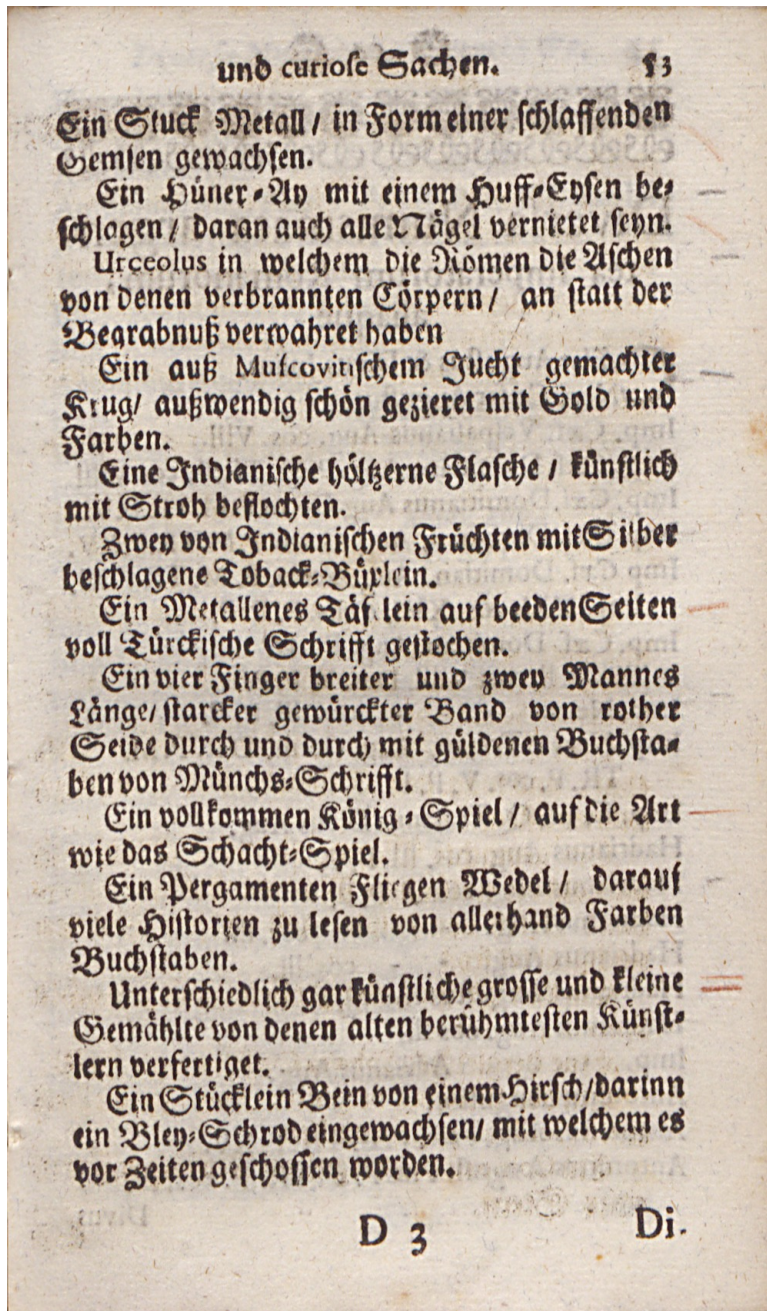 und curiose Sachen. 53
Ein Stuck Metall / in Form einer schlaffenden
Gemsen gewachsen.
Ein Hüner-Ay mit einem Huff-Eysen be-
schlagen / daran auch alle Nägel vernietet seyn.
Urceolus in welchem die Römen die Aschen
von denen verbrannten Cörpern / an statt der
Begrabnuß verwahret haben
Ein auß Muscovitischem Jucht gemachter
Krug / außwendig schön gezieret mit Gold und
Farben.
Eine Indianische höltzerne Flasche / künstlich
mit Stroh beflochten.
Zwey von Indianischen Früchten mit Silber
beschlagene Toback-Büxlein.
Ein Metallenes Täf lein auf beeden Seiten
voll Türckische Schrifft gestochen.
Ein vier Finger breiter und zwey Mannes
Länge / starcker gewürckter Band von rother
Seide durch und durch mit güldenen Buchsta-
ben von Münchs-Schrifft.
Ein vollkommen König-Spiel / auf die Art
wie das Schacht-Spiel.
Ein Pergamenten Fliegen Wedel / darauf
viele Historien zu lesen von allerhand Farben
Buchstaben.
Unterschiedlich gar künstliche grosse und kleine
Gemählte von denen alten berühmtesten Künst-
lern verfertiget.
Ein Stücklein Bein von einem Hirsch / darinn
ein Bley-Schrod eingewachsen / mit welchem es
vor Zeiten geschossen worden.
D 3 Di-